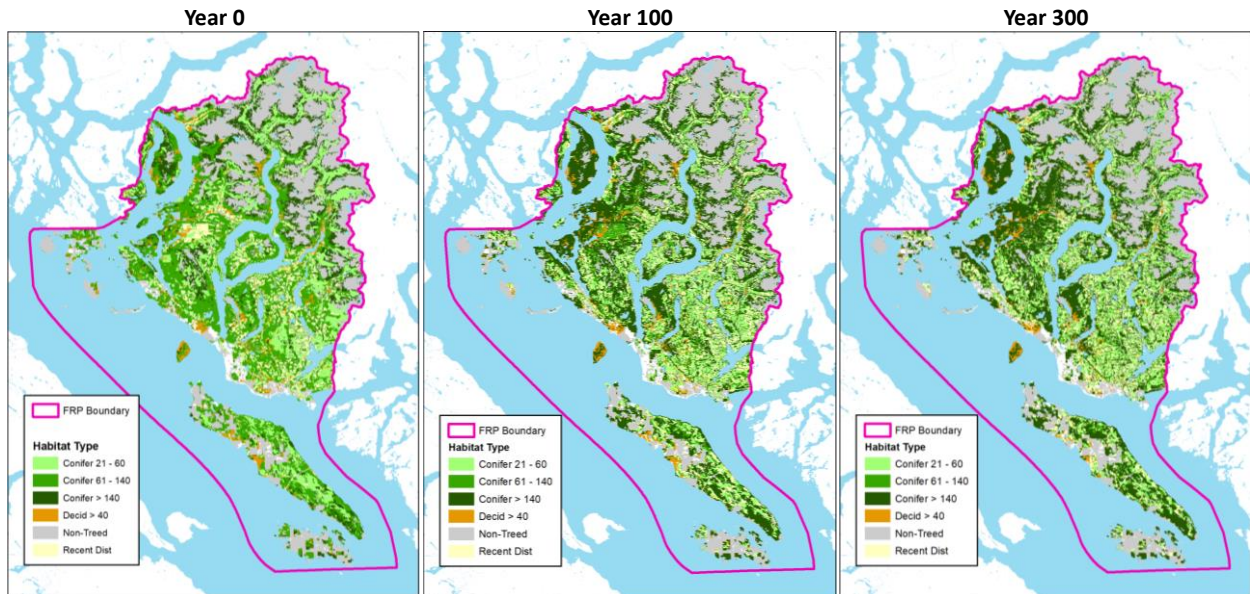 Year 0
Year 100
Year 300
FRP Boundary
Habitat Type
Conifer 21 - 60
Conifer 61 - 140
Conifer > 140
Decid > 40
Non-Treed
Recent Dist
FRP Boundary
Habitat Type
Conifer 21 - 60
Conifer 61 - 140
Conifer > 140
Decid > 40
Non-Treed
Recent Dist
FRP Boundary
Habitat Type
Conifer 21 - 60
Conifer 61 - 140
Conifer > 140
Decid > 40
Non-Treed
Recent Dist